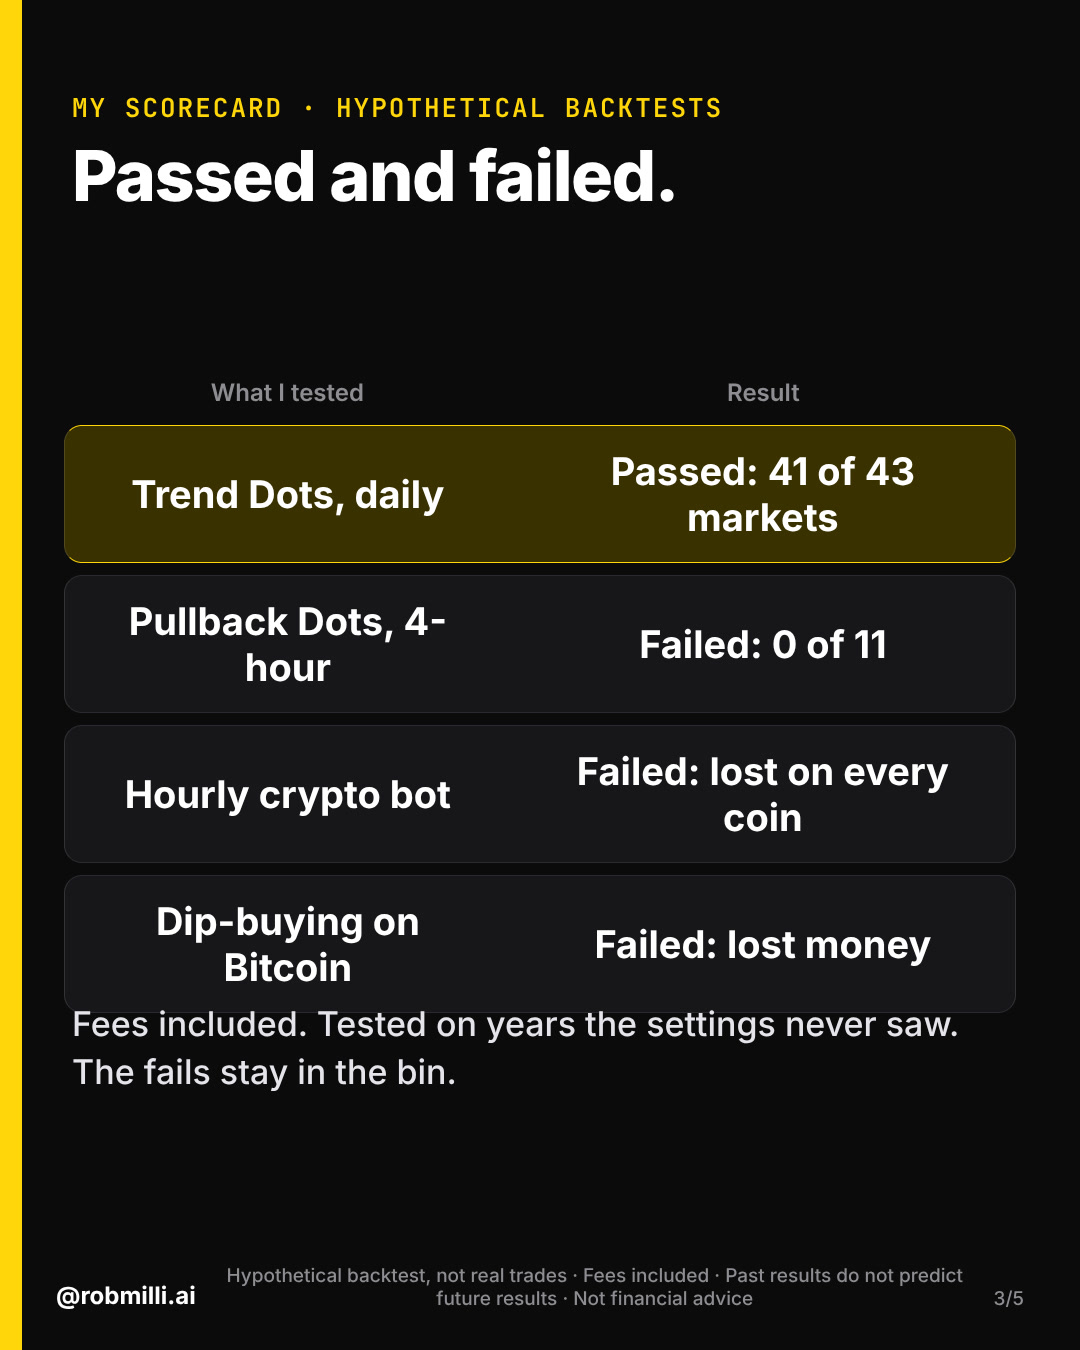 MY SCORECARD · HYPOTHETICAL BACKTESTS
Passed and failed.
What I tested
Result
Trend Dots, daily
Passed: 41 of 43
markets
Pullback Dots, 4-
hour
Failed: 0 of 11
Hourly crypto bot
Failed: lost on every
coin
Dip-buying on
Bitcoin
Failed: lost money
Fees included. Tested on years the settings never saw.
The fails stay in the bin.
@robmilli.ai
Hypothetical backtest, not real trades · Fees included · Past results do not predict
future results · Not financial advice
3/5